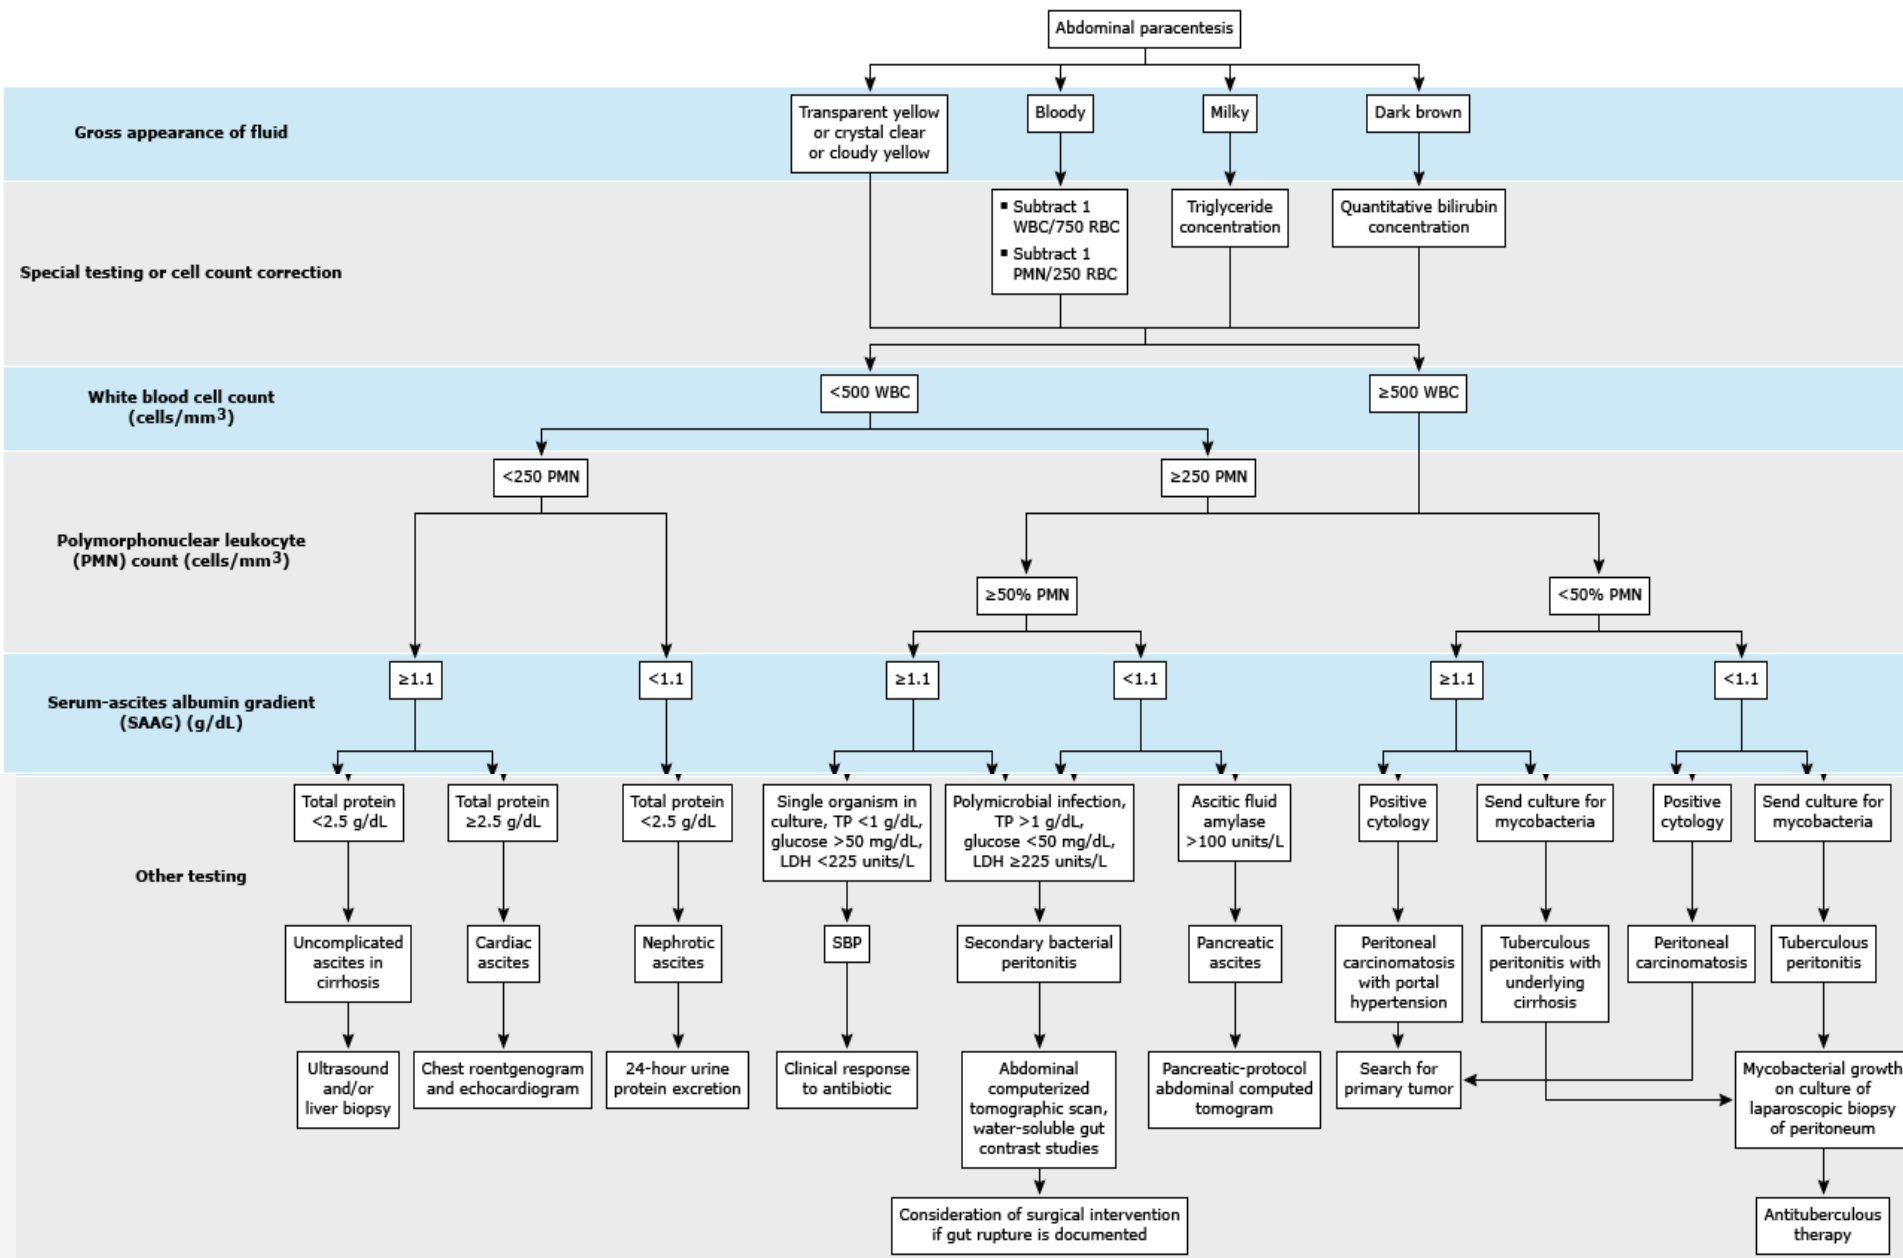 Abdominal paracentesis
Gross appearance of fluid
Transparent yellow
or crystal clear
or cloudy yellow
Bloody
Milky
Dark brown
Special testing or cell count correction
▪ Subtract 1
WBC/750 RBC
▪ Subtract 1
PMN/250 RBC
Triglyceride
concentration
Quantitative bilirubin
concentration
White blood cell count
(cells/mm³)
<500 WBC
≥500 WBC
Polymorphonuclear leukocyte
(PMN) count (cells/mm³)
<250 PMN
≥250 PMN
≥50% PMN
<50% PMN
Serum-ascites albumin gradient
(SAAG) (g/dL)
≥1.1
<1.1
≥1.1
<1.1
≥1.1
<1.1
Other testing
Total protein
<2.5 g/dL
Total protein
≥2.5 g/dL
Total protein
<2.5 g/dL
Single organism in
culture, TP <1 g/dL,
glucose >50 mg/dL,
LDH <225 units/L
Polymicrobial infection,
TP >1 g/dL,
glucose <50 mg/dL,
LDH ≥225 units/L
Ascitic fluid
amylase
>100 units/L
Positive
cytology
Send culture for
mycobacteria
Positive
cytology
Send culture for
mycobacteria
Uncomplicated
ascites in
cirrhosis
Cardiac
ascites
Nephrotic
ascites
SBP
Secondary bacterial
peritonitis
Pancreatic
ascites
Peritoneal
carcinomatosis
with portal
hypertension
Tuberculous
peritonitis with
underlying
cirrhosis
Peritoneal
carcinomatosis
Tuberculous
peritonitis
Ultrasound
and/or
liver biopsy
Chest roentgenogram
and echocardiogram
24-hour urine
protein excretion
Clinical response
to antibiotic
Abdominal
computerized
tomographic scan,
water-soluble gut
contrast studies
Pancreatic-protocol
abdominal computed
tomogram
Search for
primary tumor
Mycobacterial growth
on culture of
laparoscopic biopsy
of peritoneum
Consideration of surgical intervention
if gut rupture is documented
Antituberculous
therapy